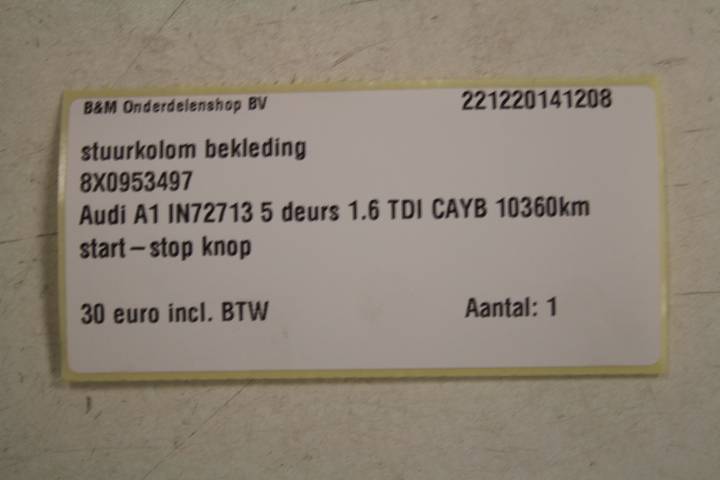 B&M Onderdelenshop BV 221220141208
stuurkolom bekleding
8X0953497
Audi A1 IN72713 5 deurs 1.6 TDI CAYB 10360km
start-stop knop
30 euro incl. BTW Aantal: 1